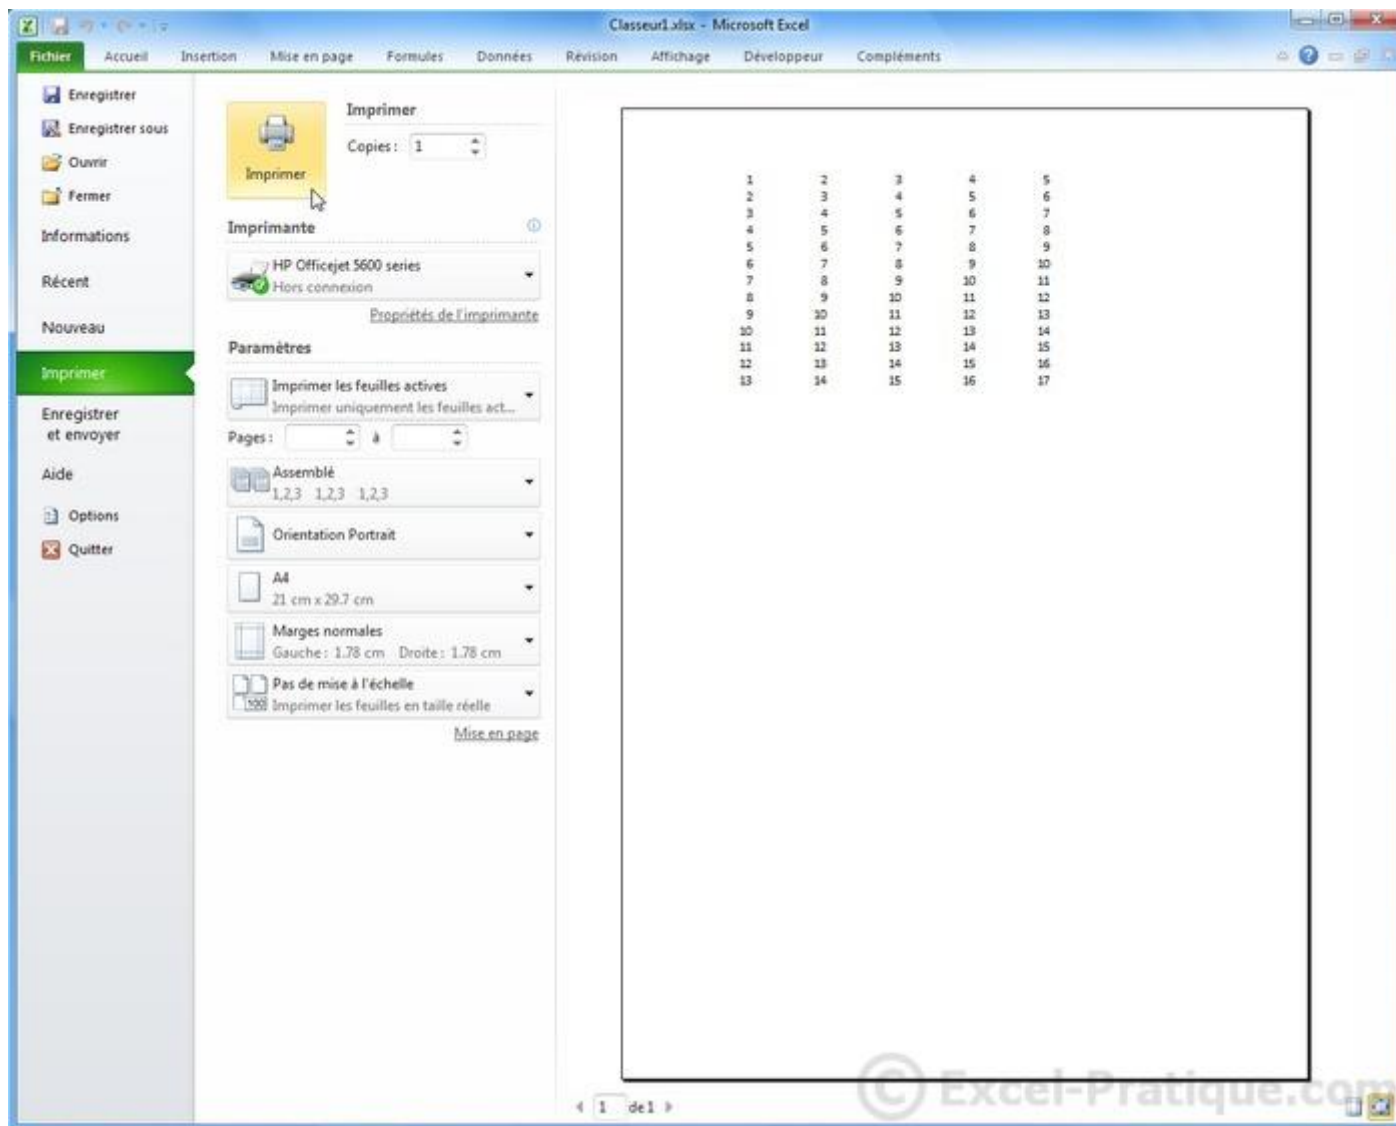 Classeur1.xlsx - Microsoft Excel
Fichier Accueil Insertion Mise en page Formules Données Révision Affichage Développeur Compléments
Enregistrer
Enregistrer sous
Ouvrir
Fermer
Informations
Récent
Nouveau
Imprimer
Enregistrer
et envoyer
Aide
Options
Quitter
Imprimer
Imprimer
Copies : 1
Imprimante
HP Officejet 5600 series
Hors connexion
Propriétés de l'imprimante
Paramètres
Imprimer les feuilles actives
Imprimer uniquement les feuilles act...
Pages : à
Assemblé
1,2,3 1,2,3 1,2,3
Orientation Portrait
A4
21 cm x 29.7 cm
Marges normales
Gauche : 1.78 cm Droite : 1.78 cm
Pas de mise à l'échelle
100 Imprimer les feuilles en taille réelle
Mise en page
1 2 3 4 5
2 3 4 5 6
3 4 5 6 7
4 5 6 7 8
5 6 7 8 9
6 7 8 9 10
7 8 9 10 11
8 9 10 11 12
9 10 11 12 13
10 11 12 13 14
11 12 13 14 15
12 13 14 15 16
13 14 15 16 17
1 de 1
© Excel-Pratique.com